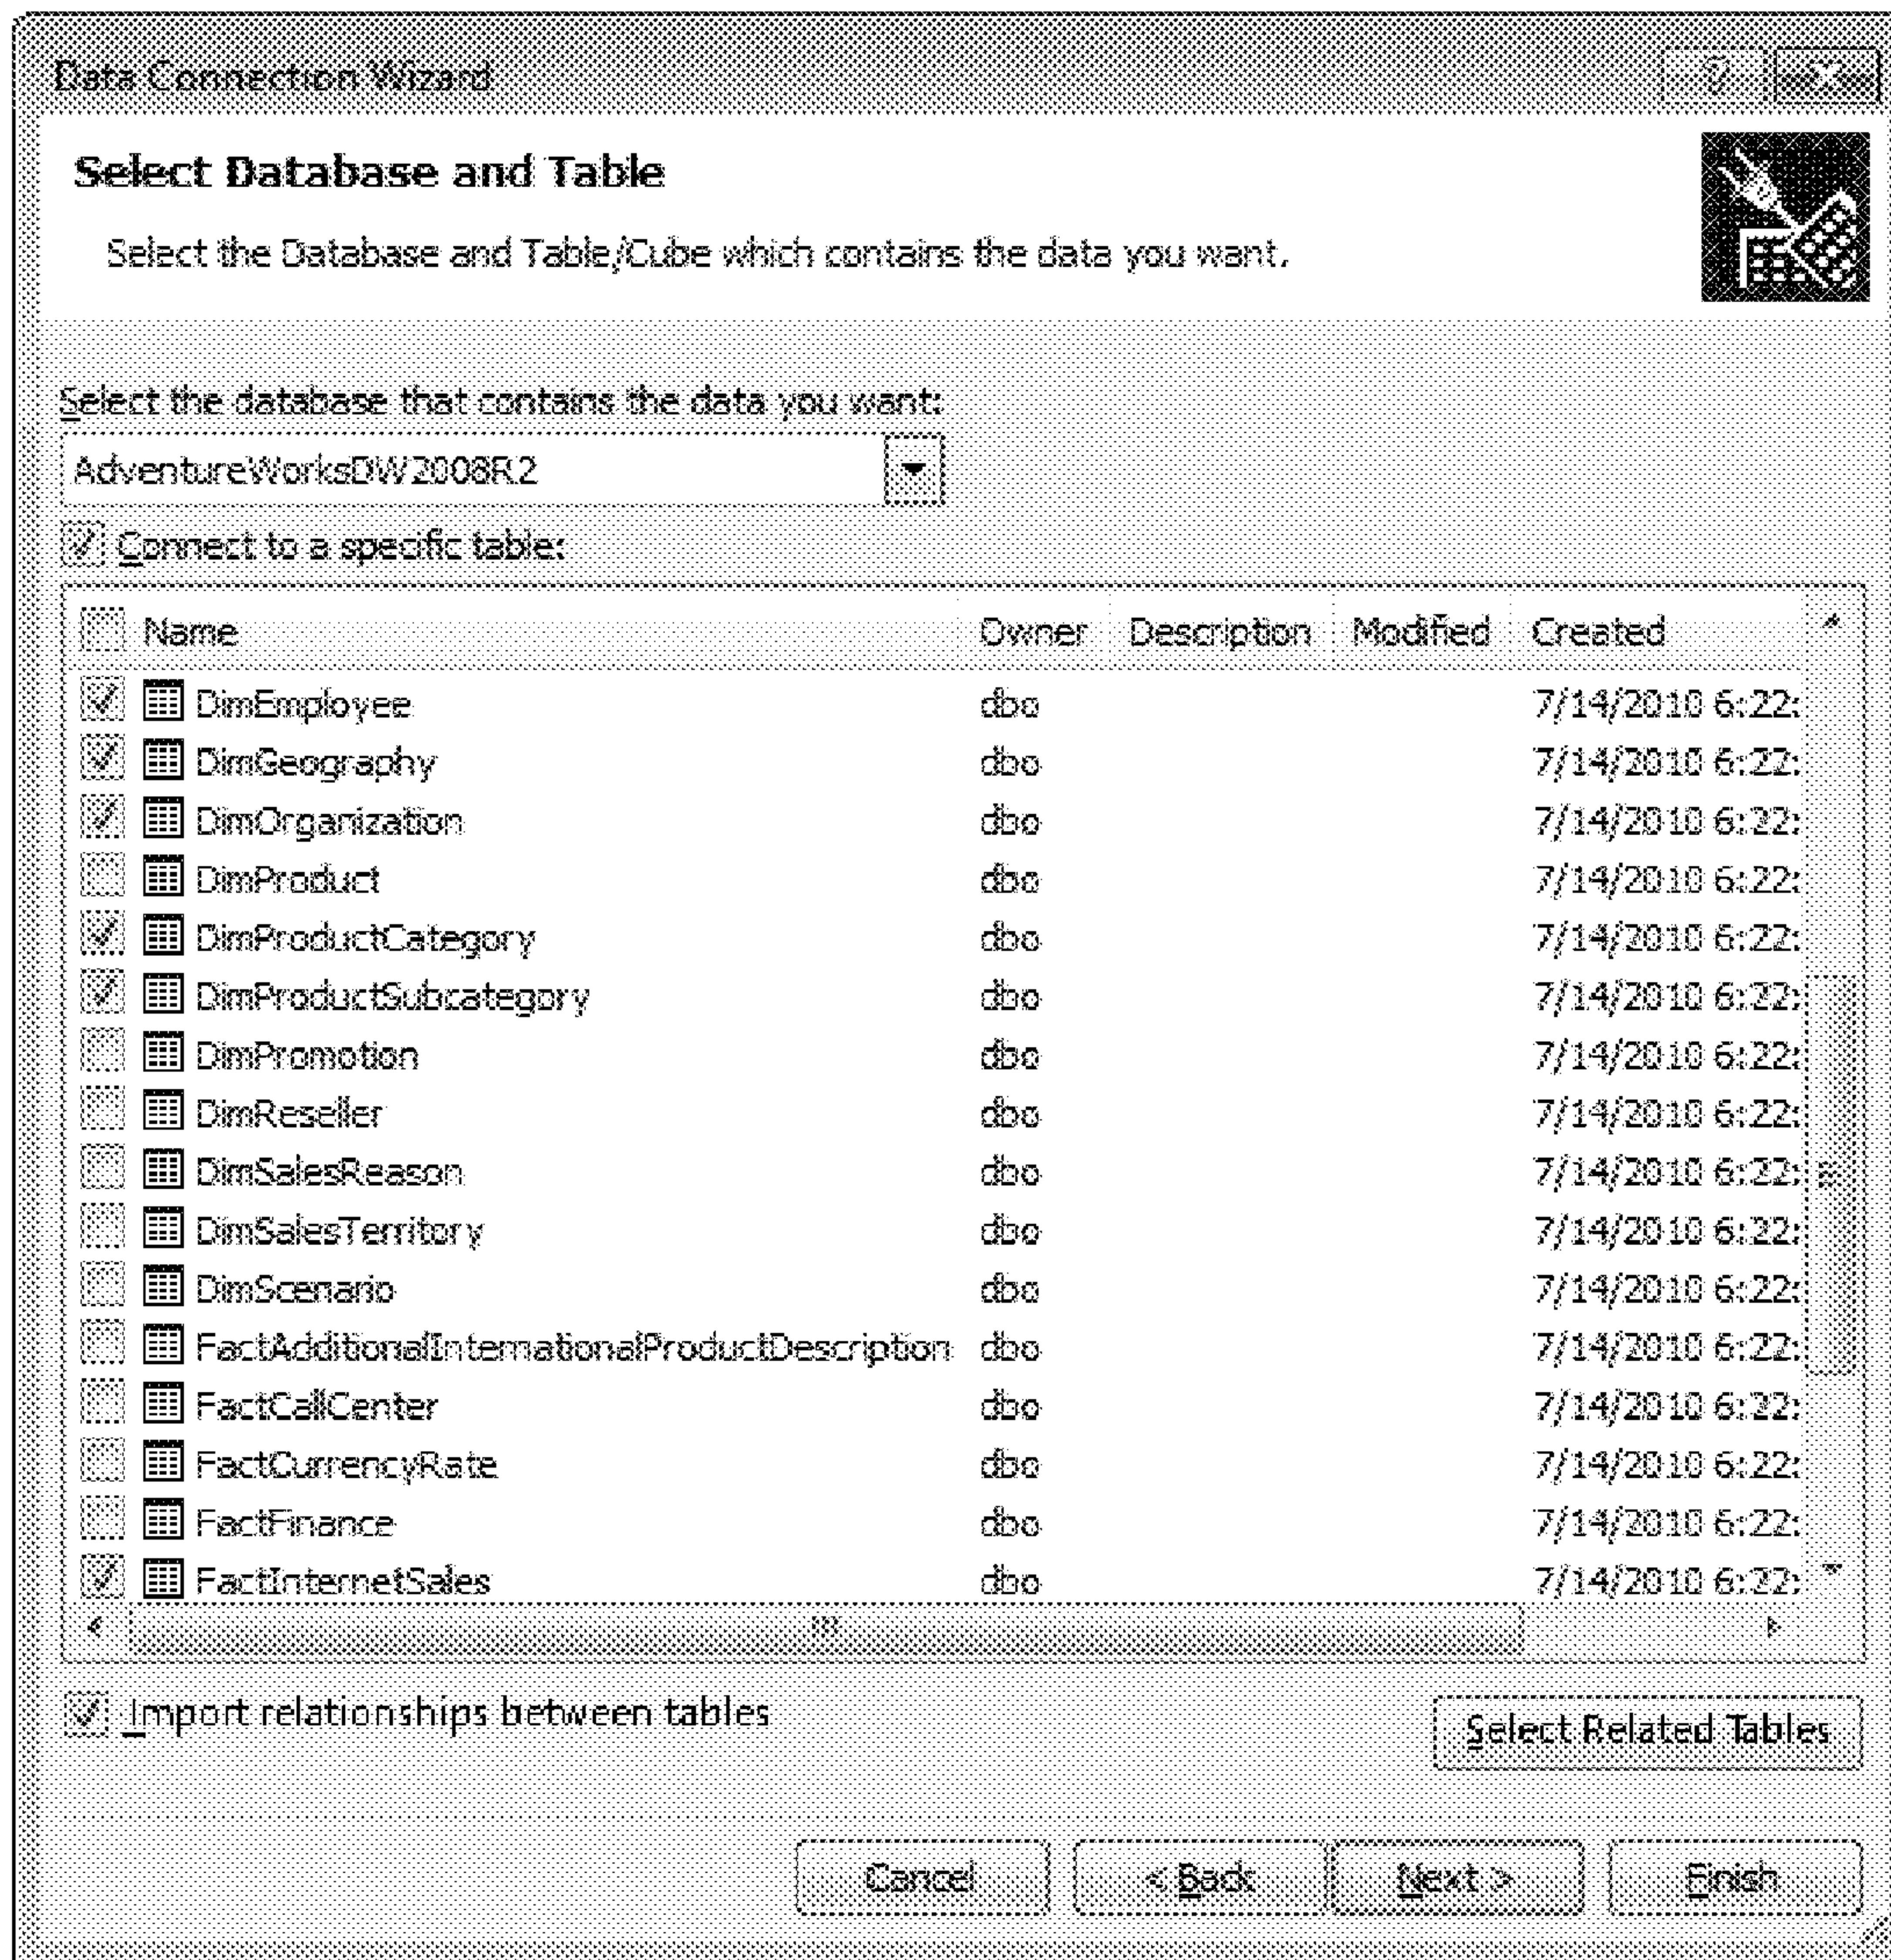 Data Connection Wizard
Select Database and Table
Select the Database and Table/Cube which contains the data you want.
Select the database that contains the data you want:
AdventureWorksDW2008R2
Connect to a specific table:
Name Owner Description Modified Created
DimEmployee dbo 7/14/2010 6:22:
DimGeography dbo 7/14/2010 6:22:
DimOrganization dbo 7/14/2010 6:22:
DimProduct dbo 7/14/2010 6:22:
DimProductCategory dbo 7/14/2010 6:22:
DimProductSubcategory dbo 7/14/2010 6:22:
DimPromotion dbo 7/14/2010 6:22:
DimReseller dbo 7/14/2010 6:22:
DimSalesReason dbo 7/14/2010 6:22:
DimSalesTerritory dbo 7/14/2010 6:22:
DimScenario dbo 7/14/2010 6:22:
FactAdditionalInternationalProductDescription dbo 7/14/2010 6:22:
FactCallCenter dbo 7/14/2010 6:22:
FactCurrencyRate dbo 7/14/2010 6:22:
FactFinance dbo 7/14/2010 6:22:
FactInternetSales dbo 7/14/2010 6:22:
Import relationships between tables
Select Related Tables
Cancel < Back Next > Finish